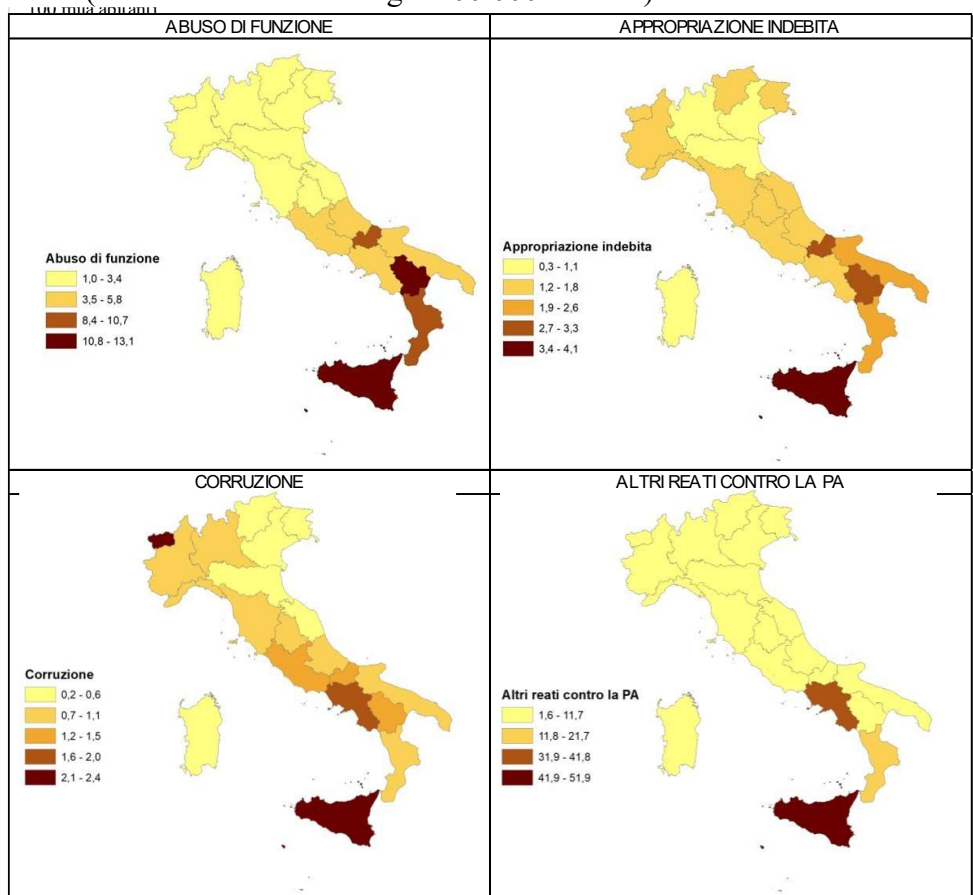 100 mila abitanti
ABUSO DI FUNZIONE
APPROPRIAZIONE INDEBITA
Abuso di funzione
1,0 - 3,4
3,5 - 5,8
8,4 - 10,7
10,8 - 13,1
Appropriazione indebita
0,3 - 1,1
1,2 - 1,8
1,9 - 2,6
2,7 - 3,3
3,4 - 4,1
CORRUZIONE
ALTRI REATI CONTRO LA PA
Corruzione
0,2 - 0,6
0,7 - 1,1
1,2 - 1,5
1,6 - 2,0
2,1 - 2,4
Altri reati contro la PA
1,6 - 11,7
11,8 - 21,7
31,9 - 41,8
41,9 - 51,9